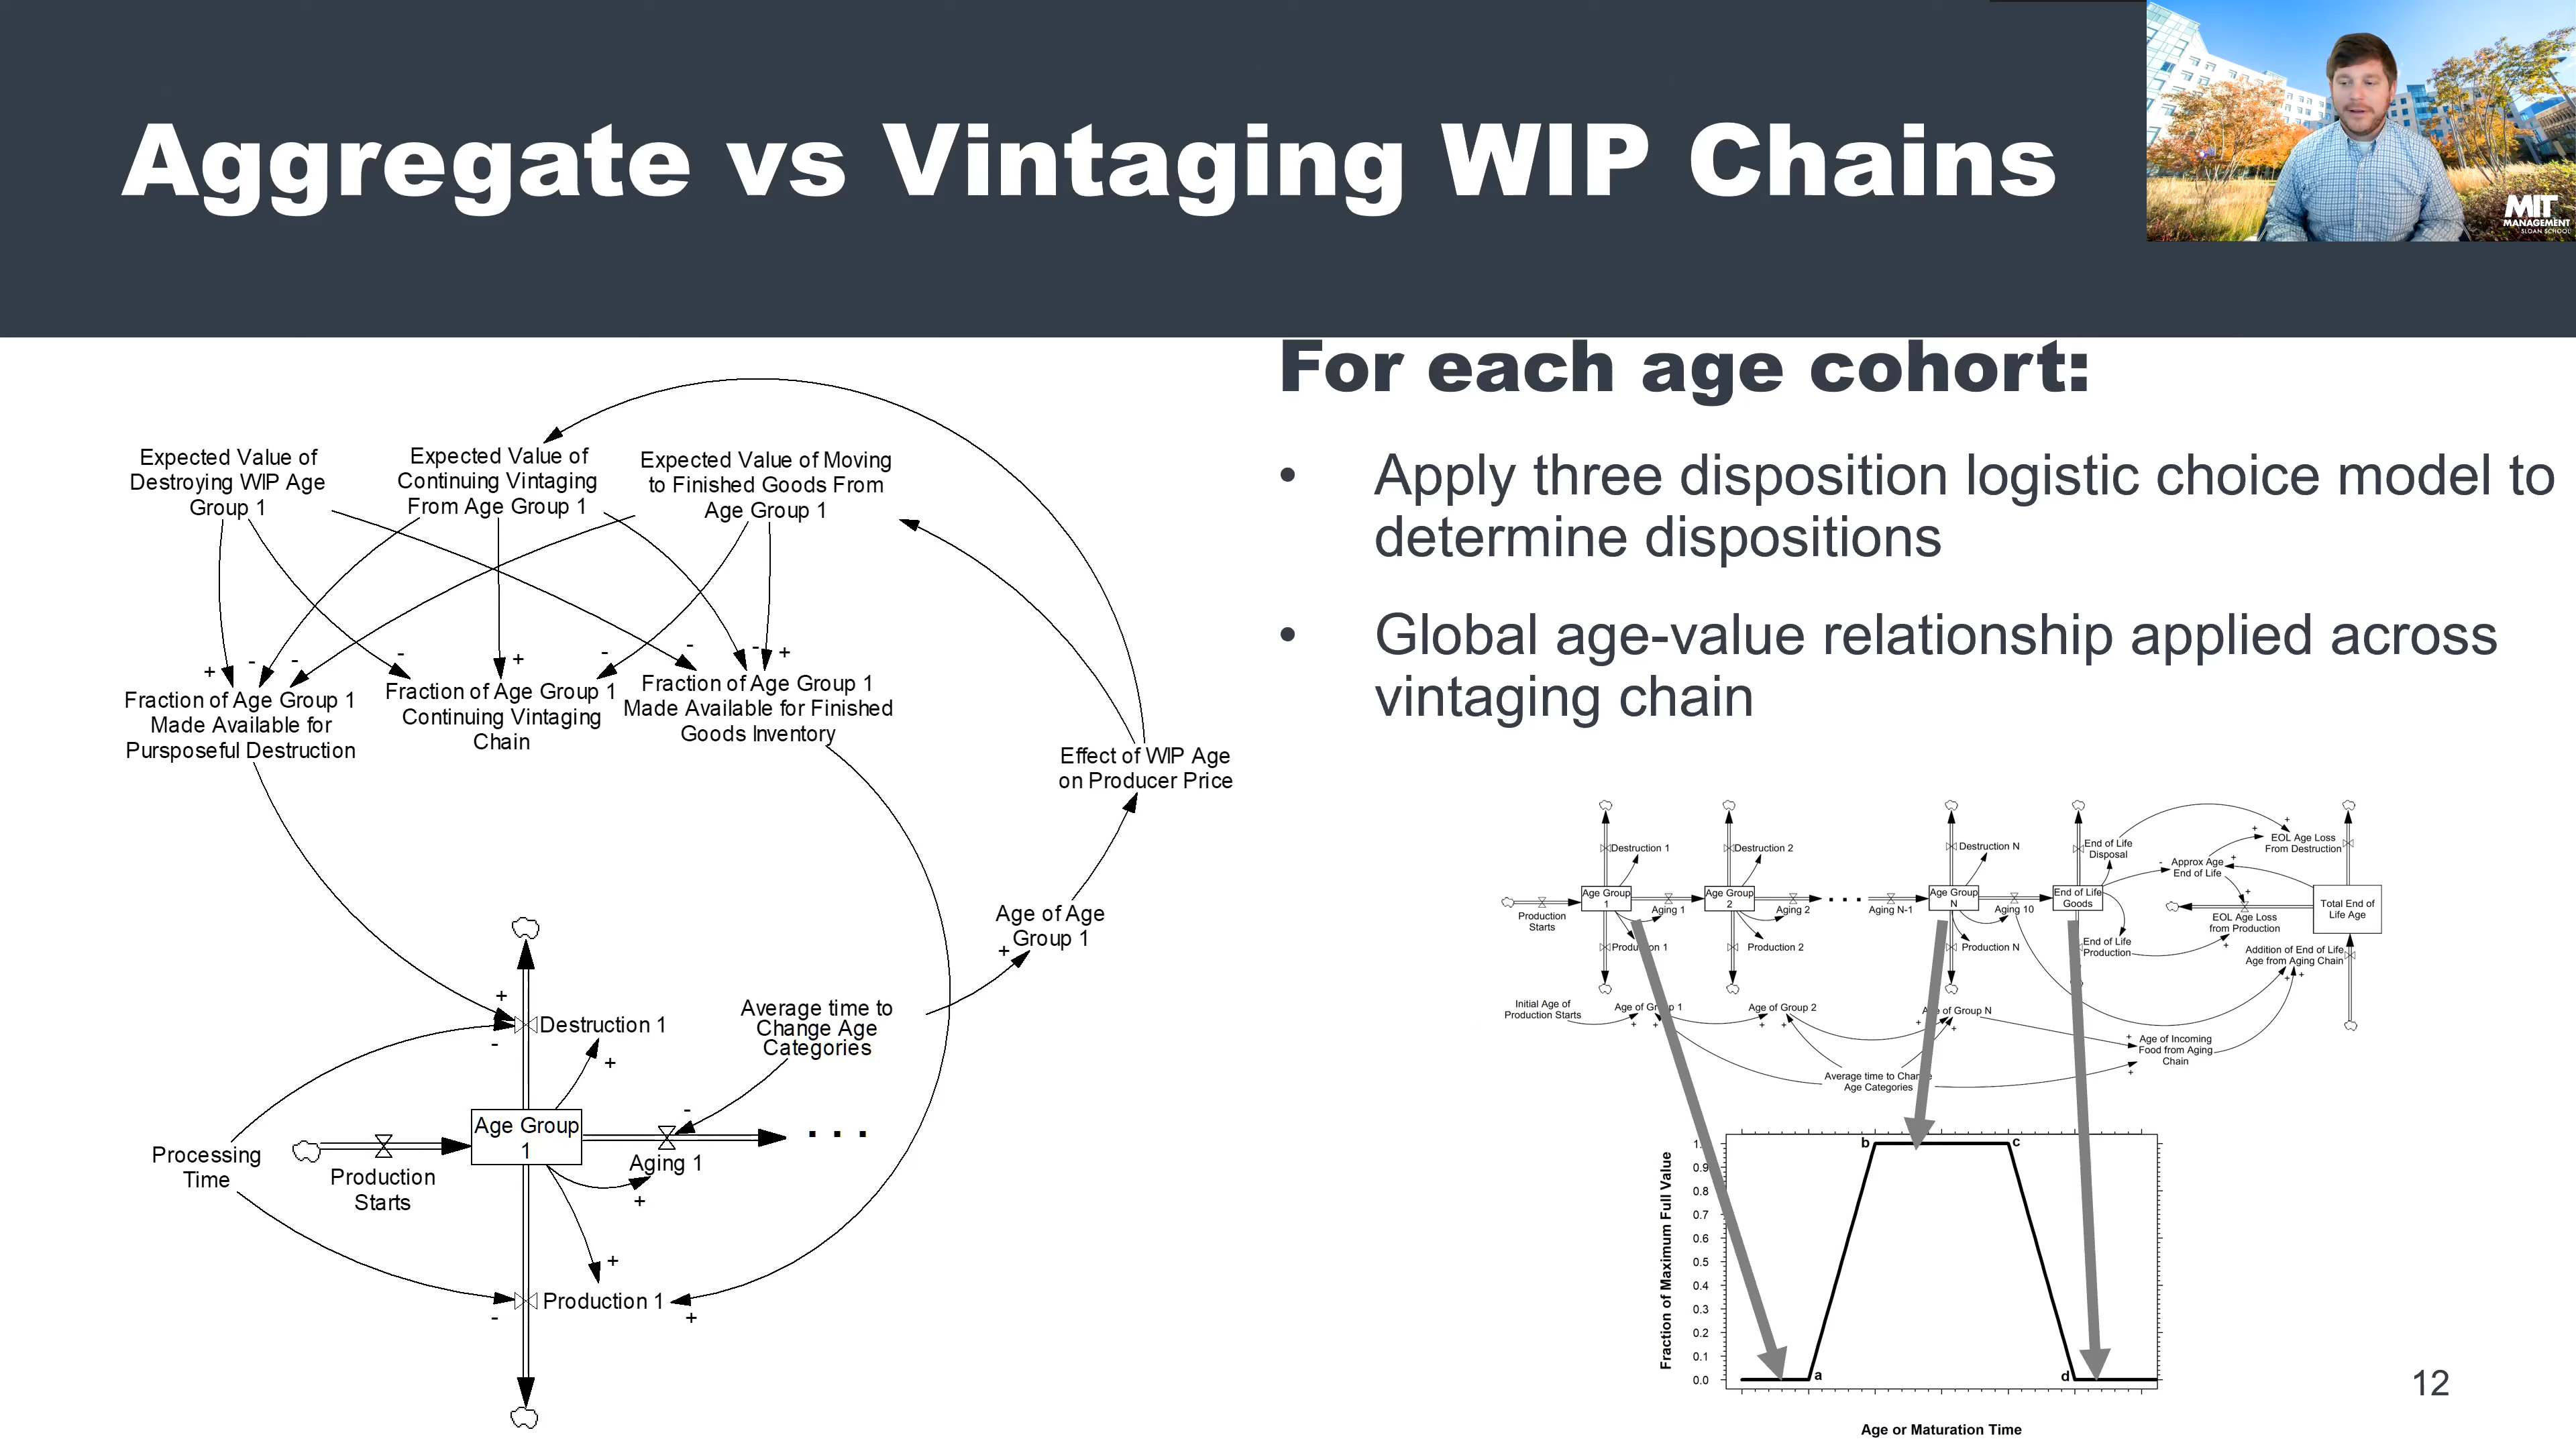 Aggregate vs Vintaging WIP Chains
MIT
MANAGEMENT
SLOAN SCHOOL
For each age cohort:
• Apply three disposition logistic choice model to
determine dispositions
• Global age-value relationship applied across
vintaging chain
Expected Value of
Destroying WIP Age
Group 1
Expected Value of
Continuing Vintaging
From Age Group 1
Expected Value of Moving
to Finished Goods From
Age Group 1
+
-
-
-
+
-
-
-
+
Fraction of Age Group 1
Made Available for
Pursposeful Destruction
Fraction of Age Group 1
Continuing Vintaging
Chain
Fraction of Age Group 1
Made Available for Finished
Goods Inventory
Effect of WIP Age
on Producer Price
Age of Age
Group 1
+
Average time to
Change Age
Categories
+
Destruction 1
-
+
-
Age Group
1
. . .
Processing
Time
Production
Starts
Aging 1
+
+
Production 1
-
+
Destruction 1
Destruction 2
Destruction N
End of Life
Disposal
+
EOL Age Loss
From Destruction
+
Approx Age
End of Life
-
+
Age Group
1
Age Group
2
. . .
Age Group
N
End of Life
Goods
Total End of
Life Age
Production
Starts
Aging 1
Aging 2
Aging N-1
Aging 10
+
EOL Age Loss
from Production
+
Production 2
Production N
End of Life
Production
Addition of End of Life
Age from Aging Chain
+
+
Initial Age of
Production Starts
Age of Group 2
+
+
+
+
+
+
Age of Incoming
Food from Aging
Chain
+
+
Average time to
Age Categories
b
c
0.9
0.8
0.7
0.6
0.5
0.4
0.3
0.2
0.1
0.0
a
d
Fraction of Maximum Full Value
Age or Maturation Time
12